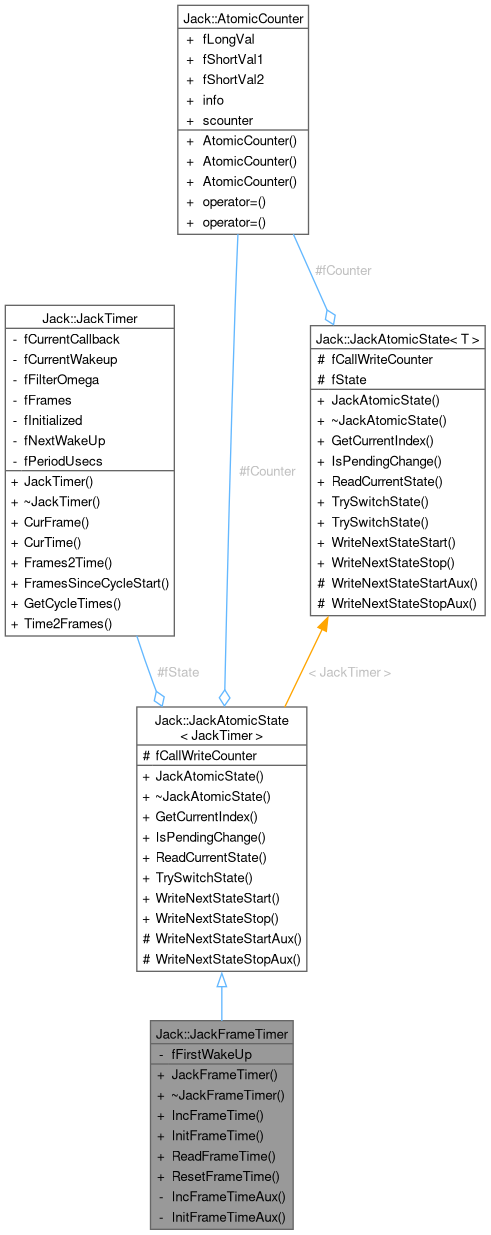 Jack::AtomicCounter
+ fLongVal
+ fShortVal1
+ fShortVal2
+ info
+ scounter
+ AtomicCounter()
+ AtomicCounter()
+ AtomicCounter()
+ operator=()
+ operator=()
#fCounter
Jack::JackTimer
- fCurrentCallback
- fCurrentWakeup
- fFilterOmega
- fFrames
- fInitialized
- fNextWakeUp
- fPeriodUsecs
+ JackTimer()
+ ~JackTimer()
+ CurFrame()
+ CurTime()
+ Frames2Time()
+ FramesSinceCycleStart()
+ GetCycleTimes()
+ Time2Frames()
#fCounter
Jack::JackAtomicState< T >
# fCallWriteCounter
# fState
+ JackAtomicState()
+ ~JackAtomicState()
+ GetCurrentIndex()
+ IsPendingChange()
+ ReadCurrentState()
+ TrySwitchState()
+ TrySwitchState()
+ WriteNextStateStart()
+ WriteNextStateStop()
# WriteNextStateStartAux()
# WriteNextStateStopAux()
#fState
< JackTimer >
Jack::JackAtomicState
< JackTimer >
# fCallWriteCounter
+ JackAtomicState()
+ ~JackAtomicState()
+ GetCurrentIndex()
+ IsPendingChange()
+ ReadCurrentState()
+ TrySwitchState()
+ WriteNextStateStart()
+ WriteNextStateStop()
# WriteNextStateStartAux()
# WriteNextStateStopAux()
Jack::JackFrameTimer
- fFirstWakeUp
+ JackFrameTimer()
+ ~JackFrameTimer()
+ IncFrameTime()
+ InitFrameTime()
+ ReadFrameTime()
+ ResetFrameTime()
- IncFrameTimeAux()
- InitFrameTimeAux()